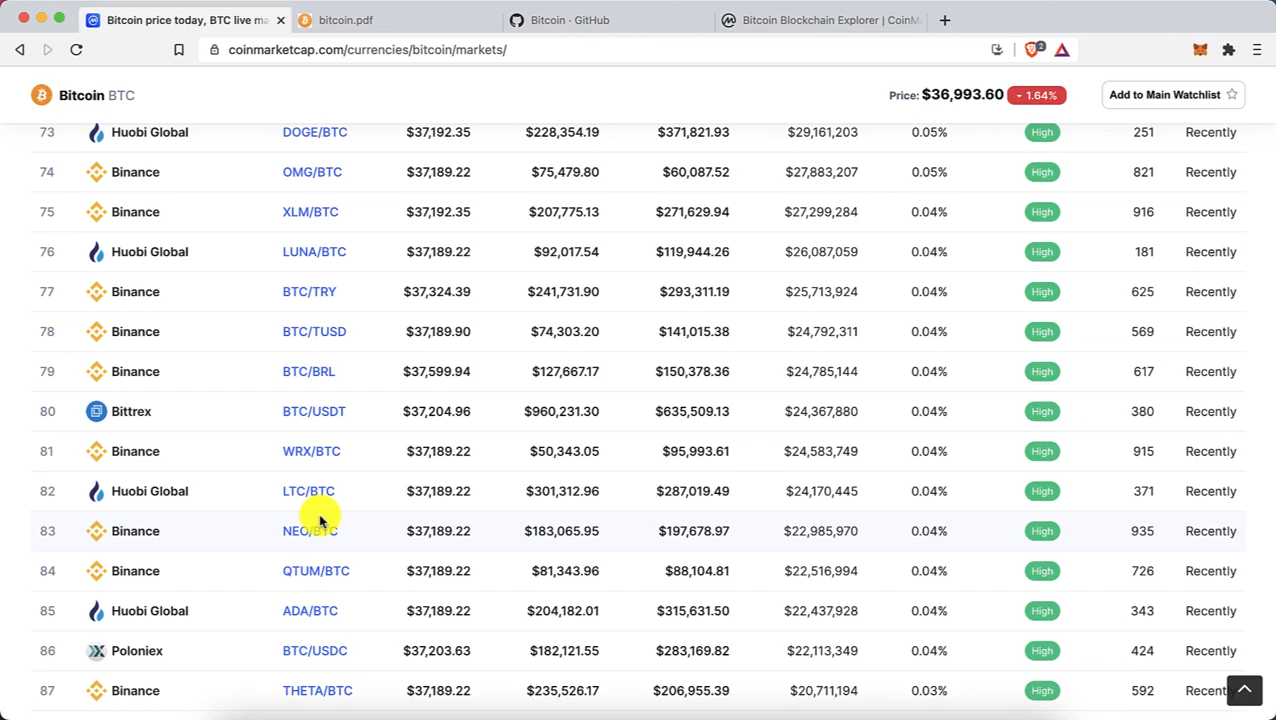 Bitcoin price today, BTC live ma
bitcoin.pdf
Bitcoin · GitHub
Bitcoin Blockchain Explorer | CoinM
coinmarketcap.com/currencies/bitcoin/markets/
2
Bitcoin BTC
Price: $36,993.60 1.64%
Add to Main Watchlist
73 Huobi Global DOGE/BTC $37,192.35 $228,354.19 $371,821.93 $29,161,203 0.05% High 251 Recently
74 Binance OMG/BTC $37,189.22 $75,479.80 $60,087.52 $27,883,207 0.05% High 821 Recently
75 Binance XLM/BTC $37,192.35 $207,775.13 $271,629.94 $27,299,284 0.04% High 916 Recently
76 Huobi Global LUNA/BTC $37,189.22 $92,017.54 $119,944.26 $26,087,059 0.04% High 181 Recently
77 Binance BTC/TRY $37,324.39 $241,731.90 $293,311.19 $25,713,924 0.04% High 625 Recently
78 Binance BTC/TUSD $37,189.90 $74,303.20 $141,015.38 $24,792,311 0.04% High 569 Recently
79 Binance BTC/BRL $37,599.94 $127,667.17 $150,378.36 $24,785,144 0.04% High 617 Recently
80 Bittrex BTC/USDT $37,204.96 $960,231.30 $635,509.13 $24,367,880 0.04% High 380 Recently
81 Binance WRX/BTC $37,189.22 $50,343.05 $95,993.61 $24,583,749 0.04% High 915 Recently
82 Huobi Global LTC/BTC $37,189.22 $301,312.96 $287,019.49 $24,170,445 0.04% High 371 Recently
83 Binance NEO/BTC $37,189.22 $183,065.95 $197,678.97 $22,985,970 0.04% High 935 Recently
84 Binance QTUM/BTC $37,189.22 $81,343.96 $88,104.81 $22,516,994 0.04% High 726 Recently
85 Huobi Global ADA/BTC $37,189.22 $204,182.01 $315,631.50 $22,437,928 0.04% High 343 Recently
86 Poloniex BTC/USDC $37,203.63 $182,121.55 $283,169.82 $22,113,349 0.04% High 424 Recently
87 Binance THETA/BTC $37,189.22 $235,526.17 $206,955.39 $20,711,194 0.03% High 592 Recently